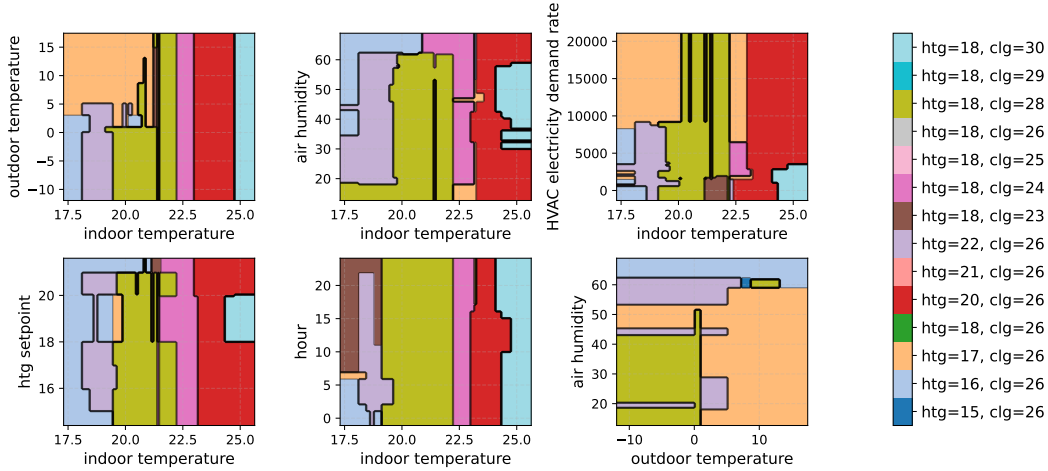 outdoor temperature
15
10
5
0
−5
−10
17.5 20.0 22.5 25.0
indoor temperature
air humidity
60
50
40
30
20
17.5 20.0 22.5 25.0
indoor temperature
HVAC electricity demand rate
20000
15000
10000
5000
0
17.5 20.0 22.5 25.0
indoor temperature
htg setpoint
20
18
16
17.5 20.0 22.5 25.0
indoor temperature
hour
20
15
10
5
0
17.5 20.0 22.5 25.0
indoor temperature
air humidity
60
50
40
30
20
−10 0 10
outdoor temperature
htg=18, clg=30
htg=18, clg=29
htg=18, clg=28
htg=18, clg=26
htg=18, clg=25
htg=18, clg=24
htg=18, clg=23
htg=22, clg=26
htg=21, clg=26
htg=20, clg=26
htg=18, clg=26
htg=17, clg=26
htg=16, clg=26
htg=15, clg=26